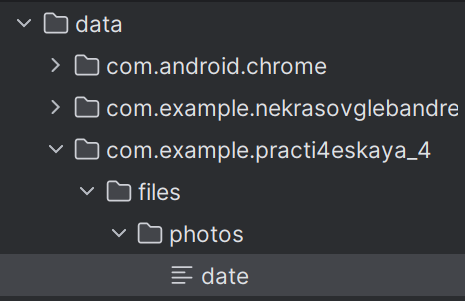 data
com.android.chrome
com.example.nekrasovglebandre
com.example.practi4eskaya_4
files
photos
date